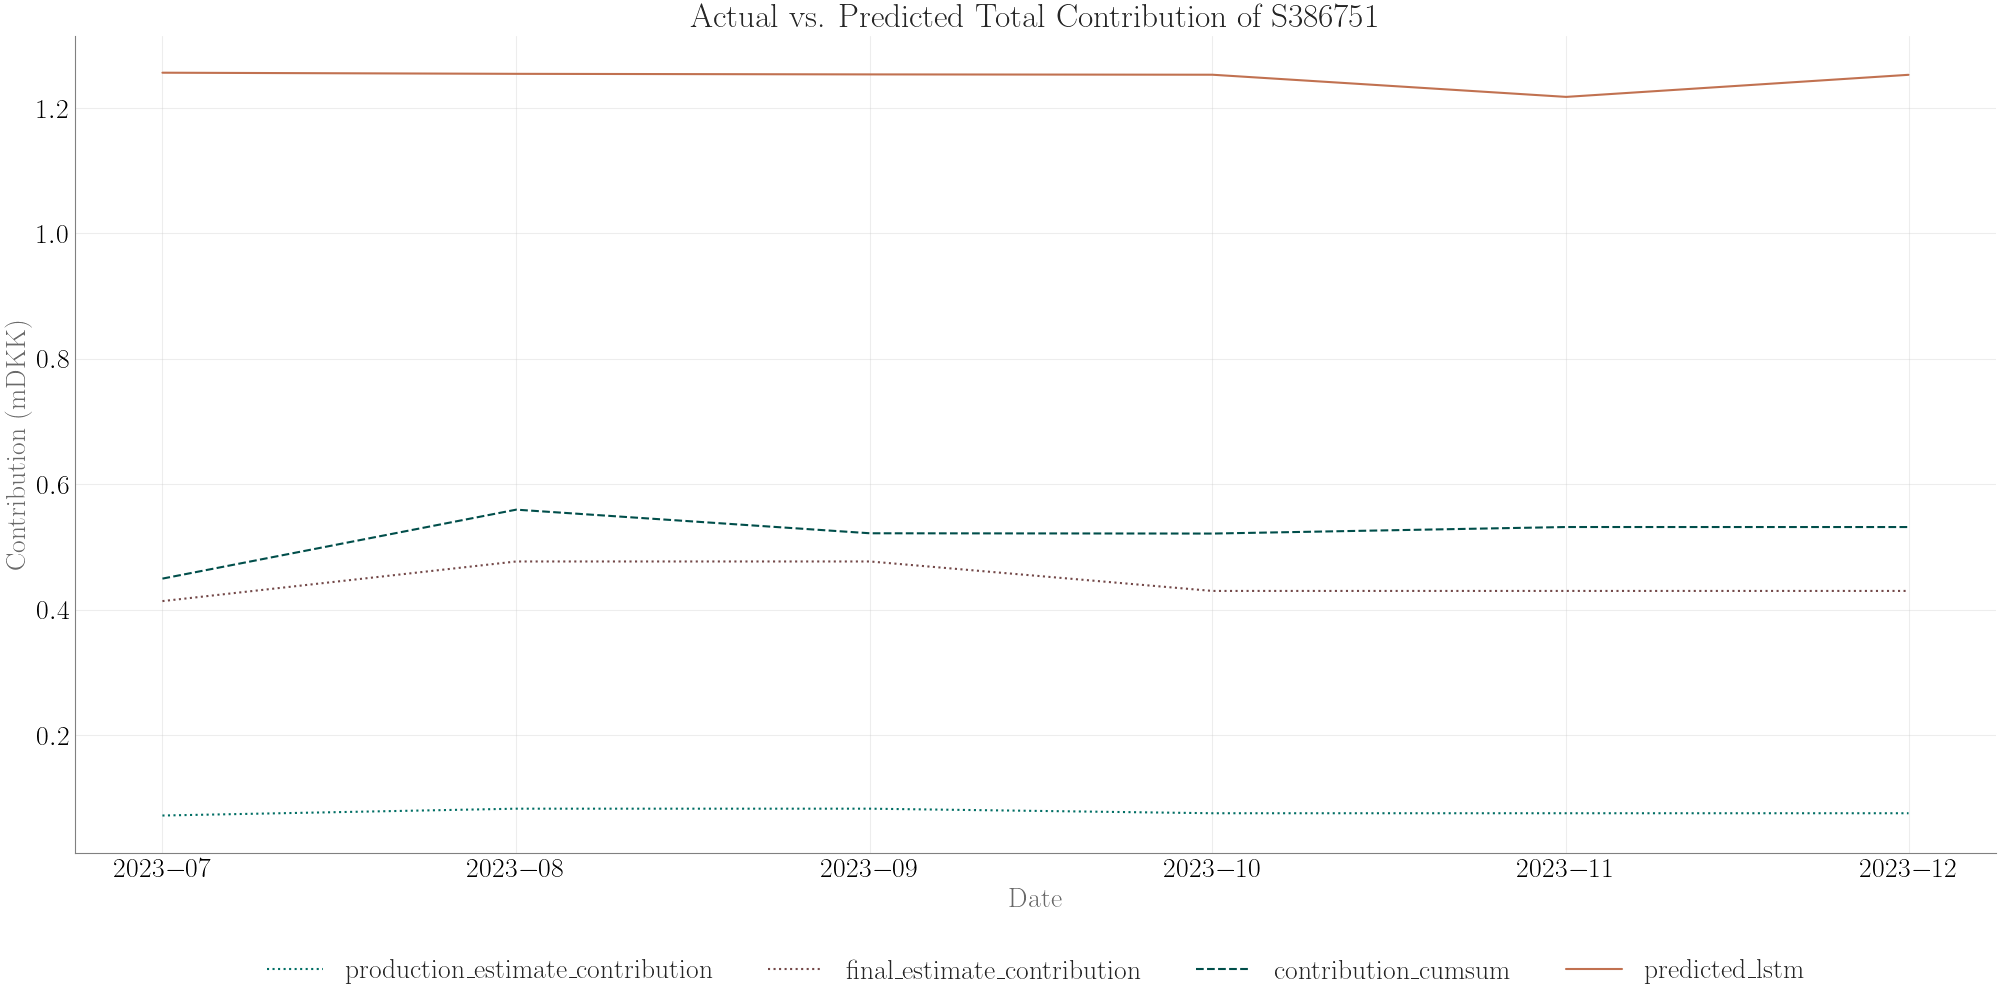 Actual vs. Predicted Total Contribution of S386751
Contribution (mDKK)
1.2
1.0
0.8
0.6
0.4
0.2
2023–07 2023–08 2023–09 2023–10 2023–11 2023–12
Date
production_estimate_contribution final_estimate_contribution contribution_cumsum predicted_lstm